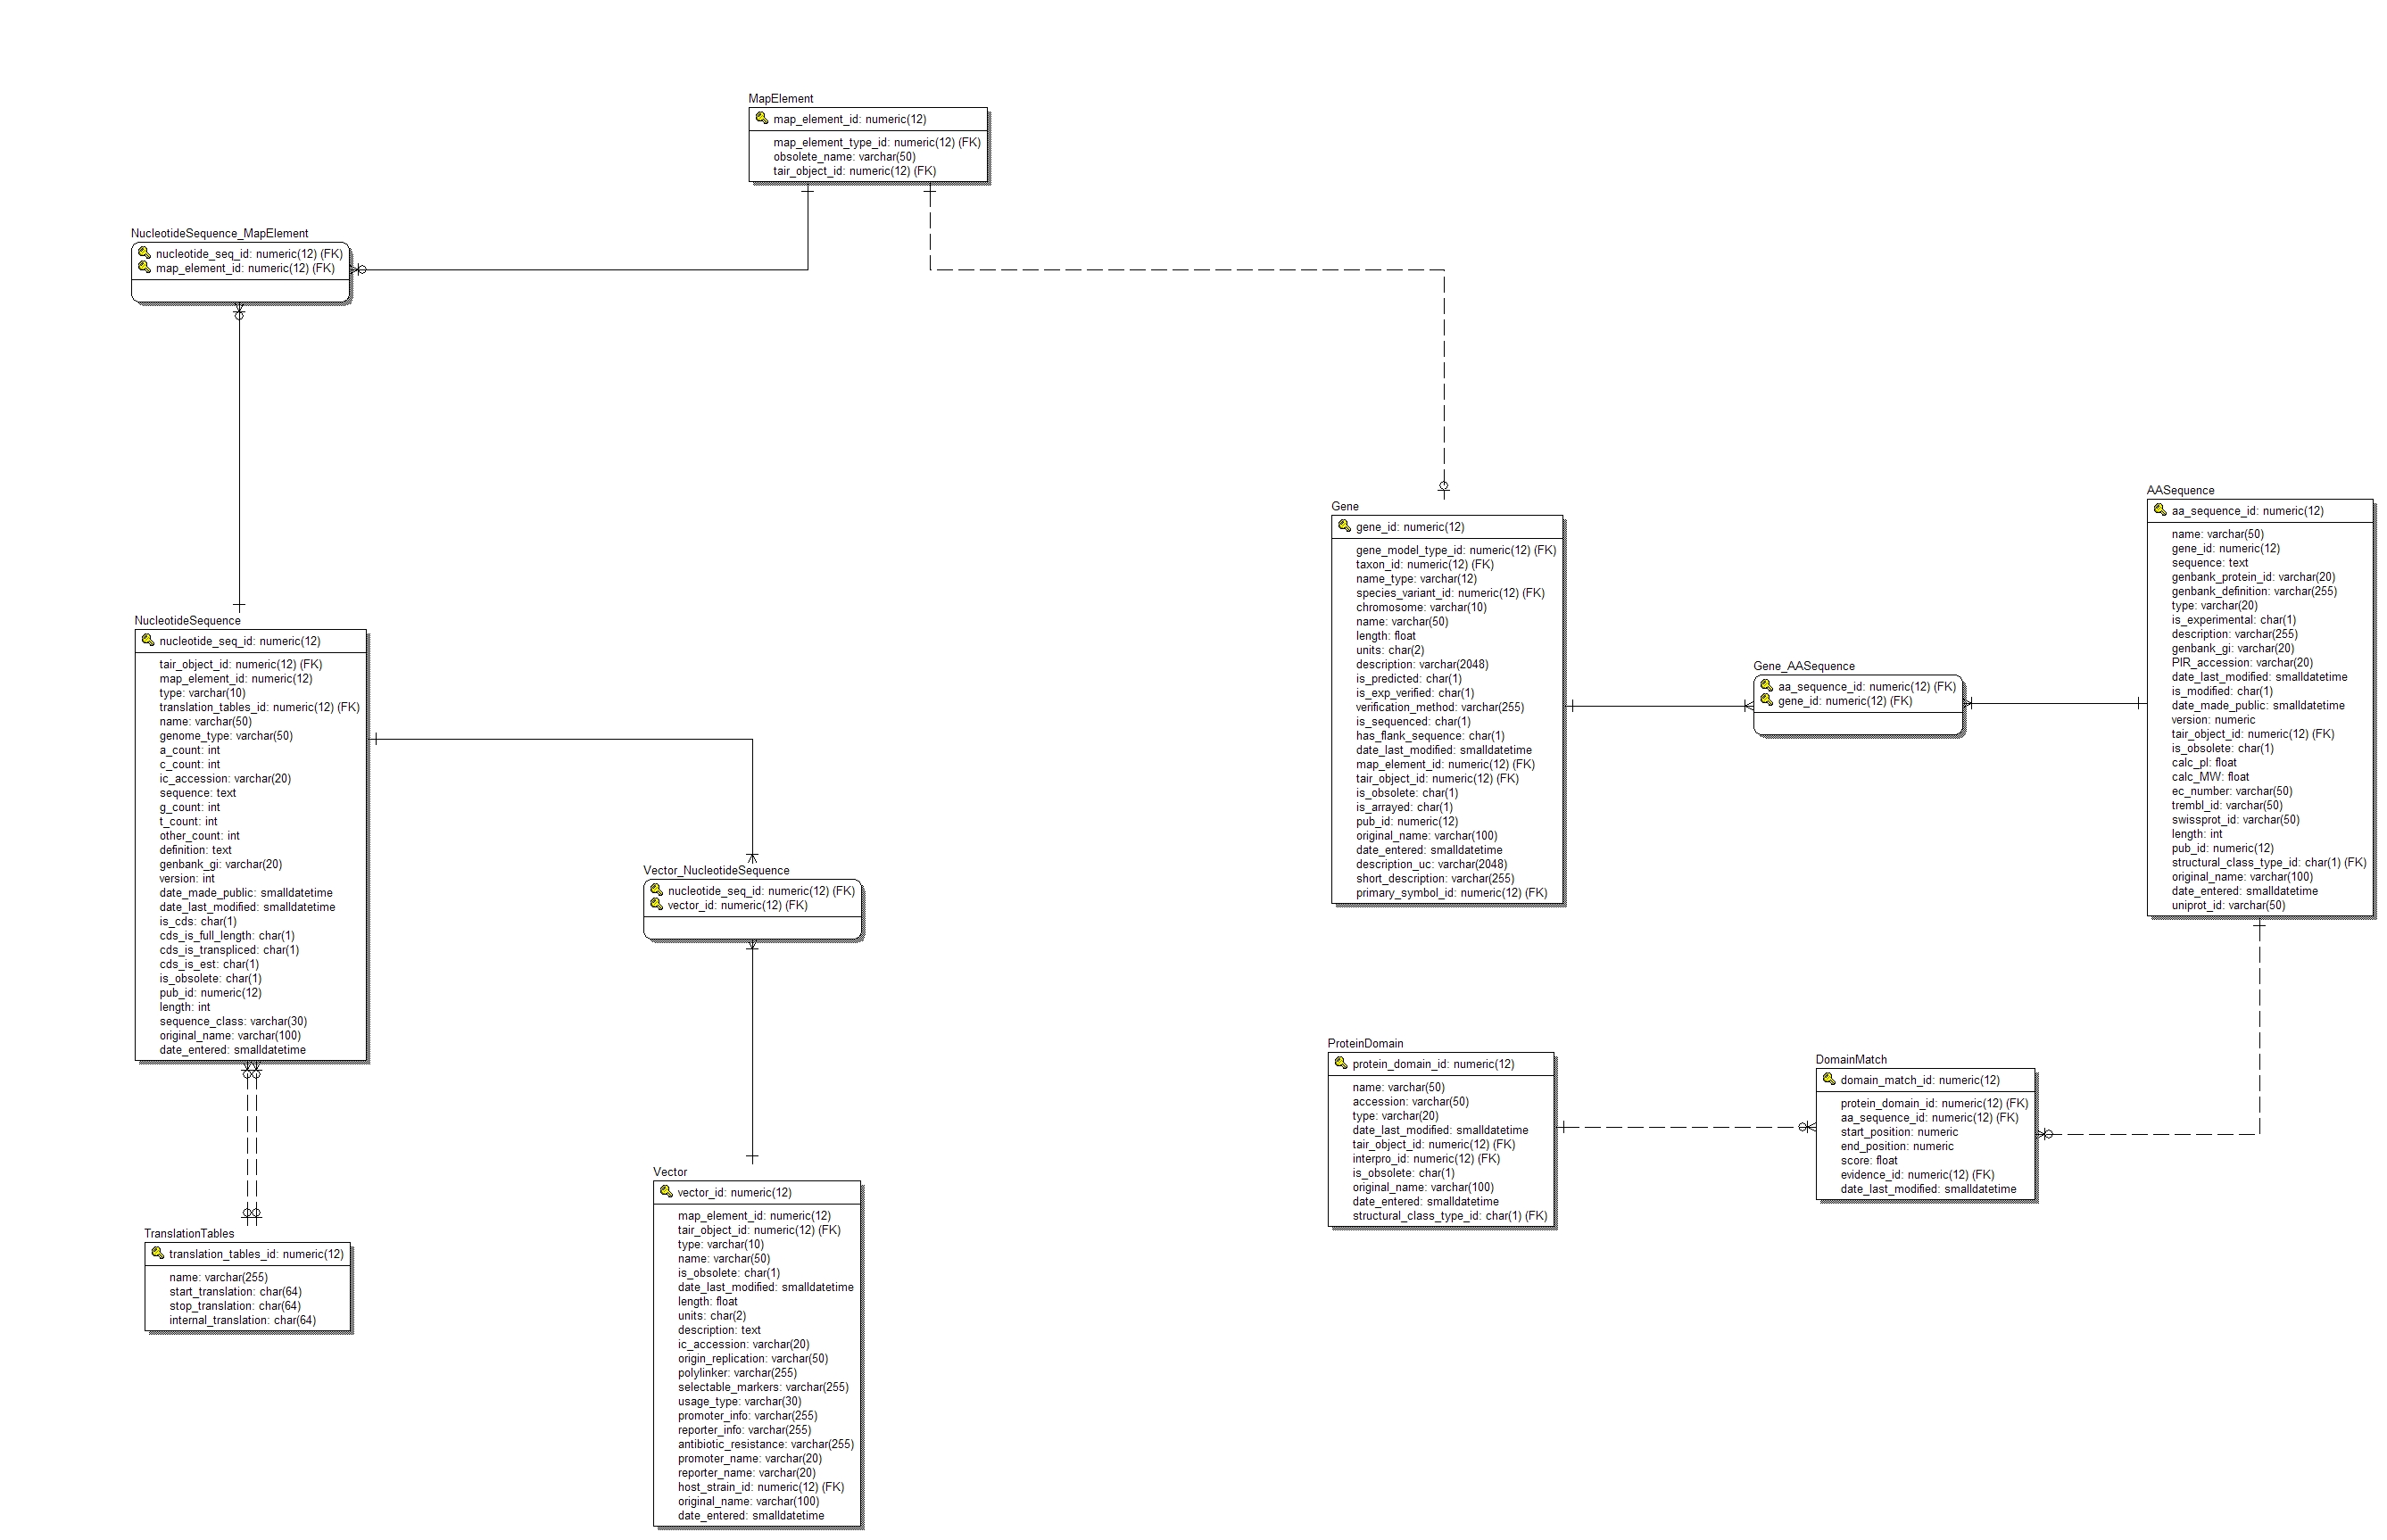 MapElement
map_element_id: numeric(12)
map_element_type_id: numeric(12) (FK)
obsolete_name: varchar(50)
tair_object_id: numeric(12) (FK)
NucleotideSequence_MapElement
nucleotide_seq_id: numeric(12) (FK)
map_element_id: numeric(12) (FK)
NucleotideSequence
nucleotide_seq_id: numeric(12)
tair_object_id: numeric(12) (FK)
map_element_id: numeric(12)
type: varchar(10)
translation_tables_id: numeric(12) (FK)
name: varchar(50)
genome_type: varchar(50)
a_count: int
c_count: int
ic_accession: varchar(20)
sequence: text
g_count: int
t_count: int
other_count: int
definition: text
genbank_gi: varchar(20)
version: int
date_made_public: smalldatetime
date_last_modified: smalldatetime
is_cds: char(1)
cds_is_full_length: char(1)
cds_is_transpliced: char(1)
cds_is_est: char(1)
is_obsolete: char(1)
pub_id: numeric(12)
length: int
sequence_class: varchar(30)
original_name: varchar(100)
date_entered: smalldatetime
TranslationTables
translation_tables_id: numeric(12)
name: varchar(255)
start_translation: char(64)
stop_translation: char(64)
internal_translation: char(64)
Vector_NucleotideSequence
nucleotide_seq_id: numeric(12) (FK)
vector_id: numeric(12) (FK)
Vector
vector_id: numeric(12)
map_element_id: numeric(12)
tair_object_id: numeric(12) (FK)
type: varchar(10)
name: varchar(50)
is_obsolete: char(1)
date_last_modified: smalldatetime
length: float
units: char(2)
description: text
ic_accession: varchar(20)
origin_replication: varchar(50)
polylinker: varchar(255)
selectable_markers: varchar(255)
usage_type: varchar(30)
promoter_info: varchar(255)
reporter_info: varchar(255)
antibiotic_resistance: varchar(255)
promoter_name: varchar(20)
reporter_name: varchar(20)
host_strain_id: numeric(12) (FK)
original_name: varchar(100)
date_entered: smalldatetime
Gene
gene_id: numeric(12)
gene_model_type_id: numeric(12) (FK)
taxon_id: numeric(12) (FK)
name_type: varchar(12)
species_variant_id: numeric(12) (FK)
chromosome: varchar(10)
name: varchar(50)
length: float
units: char(2)
description: varchar(2048)
is_predicted: char(1)
is_exp_verified: char(1)
verification_method: varchar(255)
is_sequenced: char(1)
has_flank_sequence: char(1)
date_last_modified: smalldatetime
map_element_id: numeric(12) (FK)
tair_object_id: numeric(12) (FK)
is_obsolete: char(1)
is_arrayed: char(1)
pub_id: numeric(12)
original_name: varchar(100)
date_entered: smalldatetime
description_uc: varchar(2048)
short_description: varchar(255)
primary_symbol_id: numeric(12) (FK)
Gene_AASequence
aa_sequence_id: numeric(12) (FK)
gene_id: numeric(12) (FK)
AASequence
aa_sequence_id: numeric(12)
name: varchar(50)
gene_id: numeric(12)
sequence: text
genbank_protein_id: varchar(20)
genbank_definition: varchar(255)
type: varchar(20)
is_experimental: char(1)
description: varchar(255)
genbank_gi: varchar(20)
PIR_accession: varchar(20)
date_last_modified: smalldatetime
is_modified: char(1)
date_made_public: smalldatetime
version: numeric
tair_object_id: numeric(12) (FK)
is_obsolete: char(1)
calc_pI: float
calc_MW: float
ec_number: varchar(50)
trembl_id: varchar(50)
swissprot_id: varchar(50)
length: int
pub_id: numeric(12)
structural_class_type_id: char(1) (FK)
original_name: varchar(100)
date_entered: smalldatetime
uniprot_id: varchar(50)
ProteinDomain
protein_domain_id: numeric(12)
name: varchar(50)
accession: varchar(50)
type: varchar(20)
date_last_modified: smalldatetime
tair_object_id: numeric(12) (FK)
interpro_id: numeric(12) (FK)
is_obsolete: char(1)
original_name: varchar(100)
date_entered: smalldatetime
structural_class_type_id: char(1) (FK)
DomainMatch
domain_match_id: numeric(12)
protein_domain_id: numeric(12) (FK)
aa_sequence_id: numeric(12) (FK)
start_position: numeric
end_position: numeric
score: float
evidence_id: numeric(12) (FK)
date_last_modified: smalldatetime